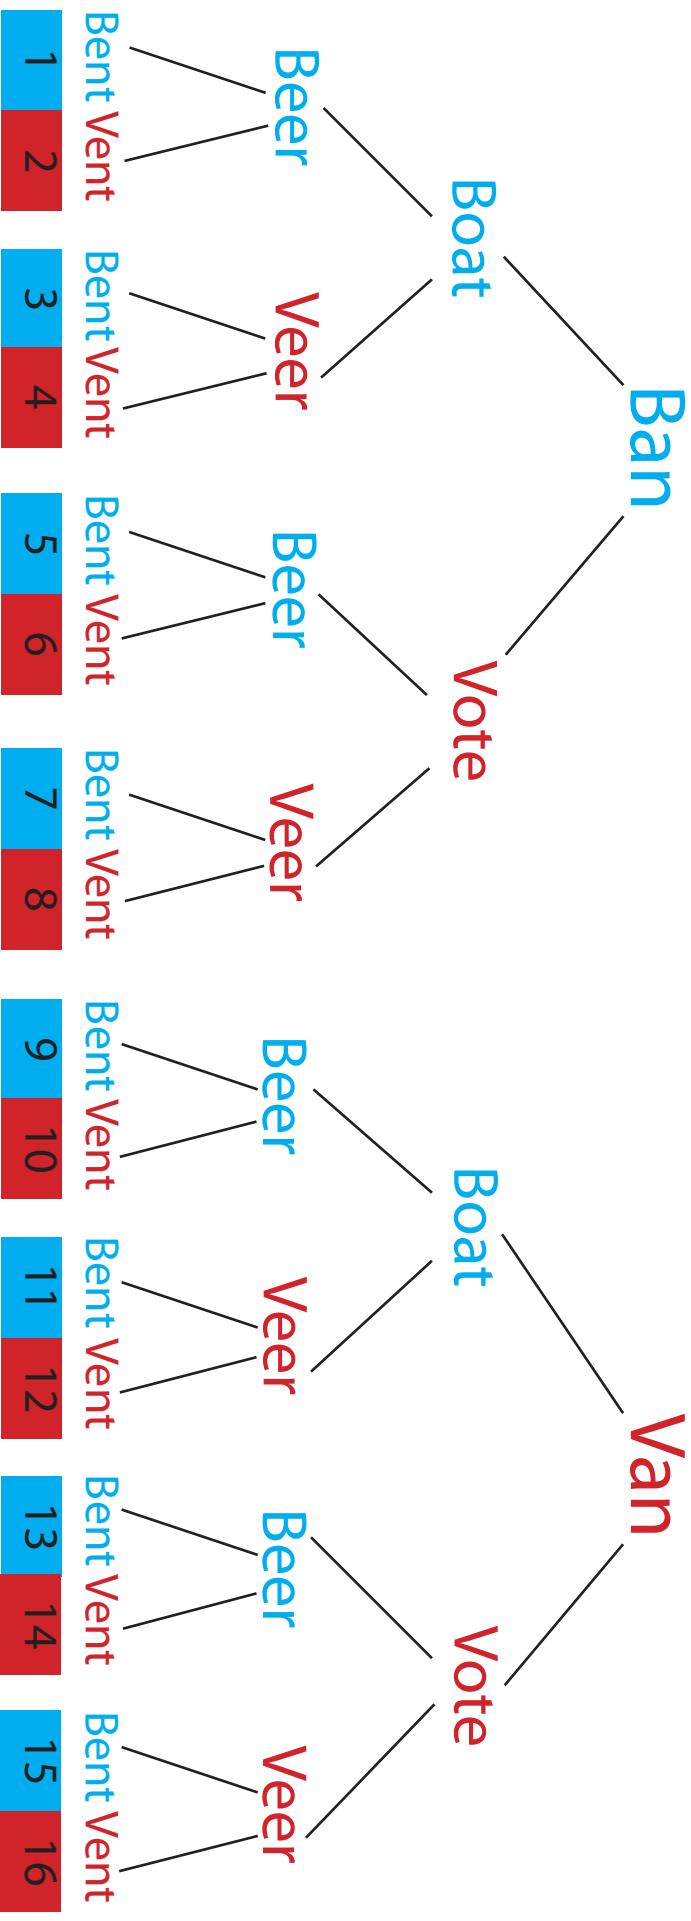 Ban Van
Boat Vote Boat Vote
Beer Veer Beer Veer Beer Veer Beer Veer
Bent Vent Bent Vent Bent Vent Bent Vent Bent Vent Bent Vent Bent Vent Bent Vent
1 2 3 4 5 6 7 8 9 10 11 12 13 14 15 16